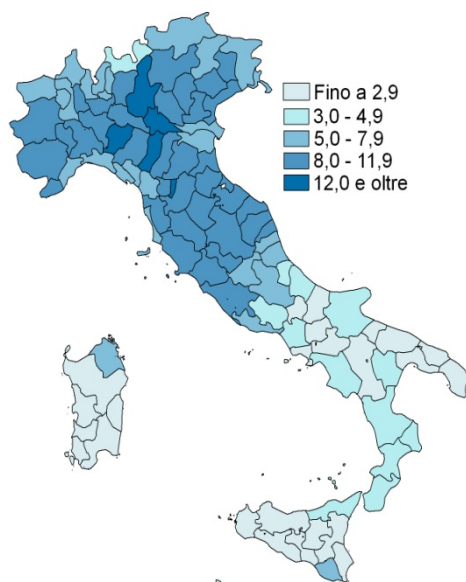 Fino a 2,9
3,0 - 4,9
5,0 - 7,9
8,0 - 11,9
12,0 e oltre